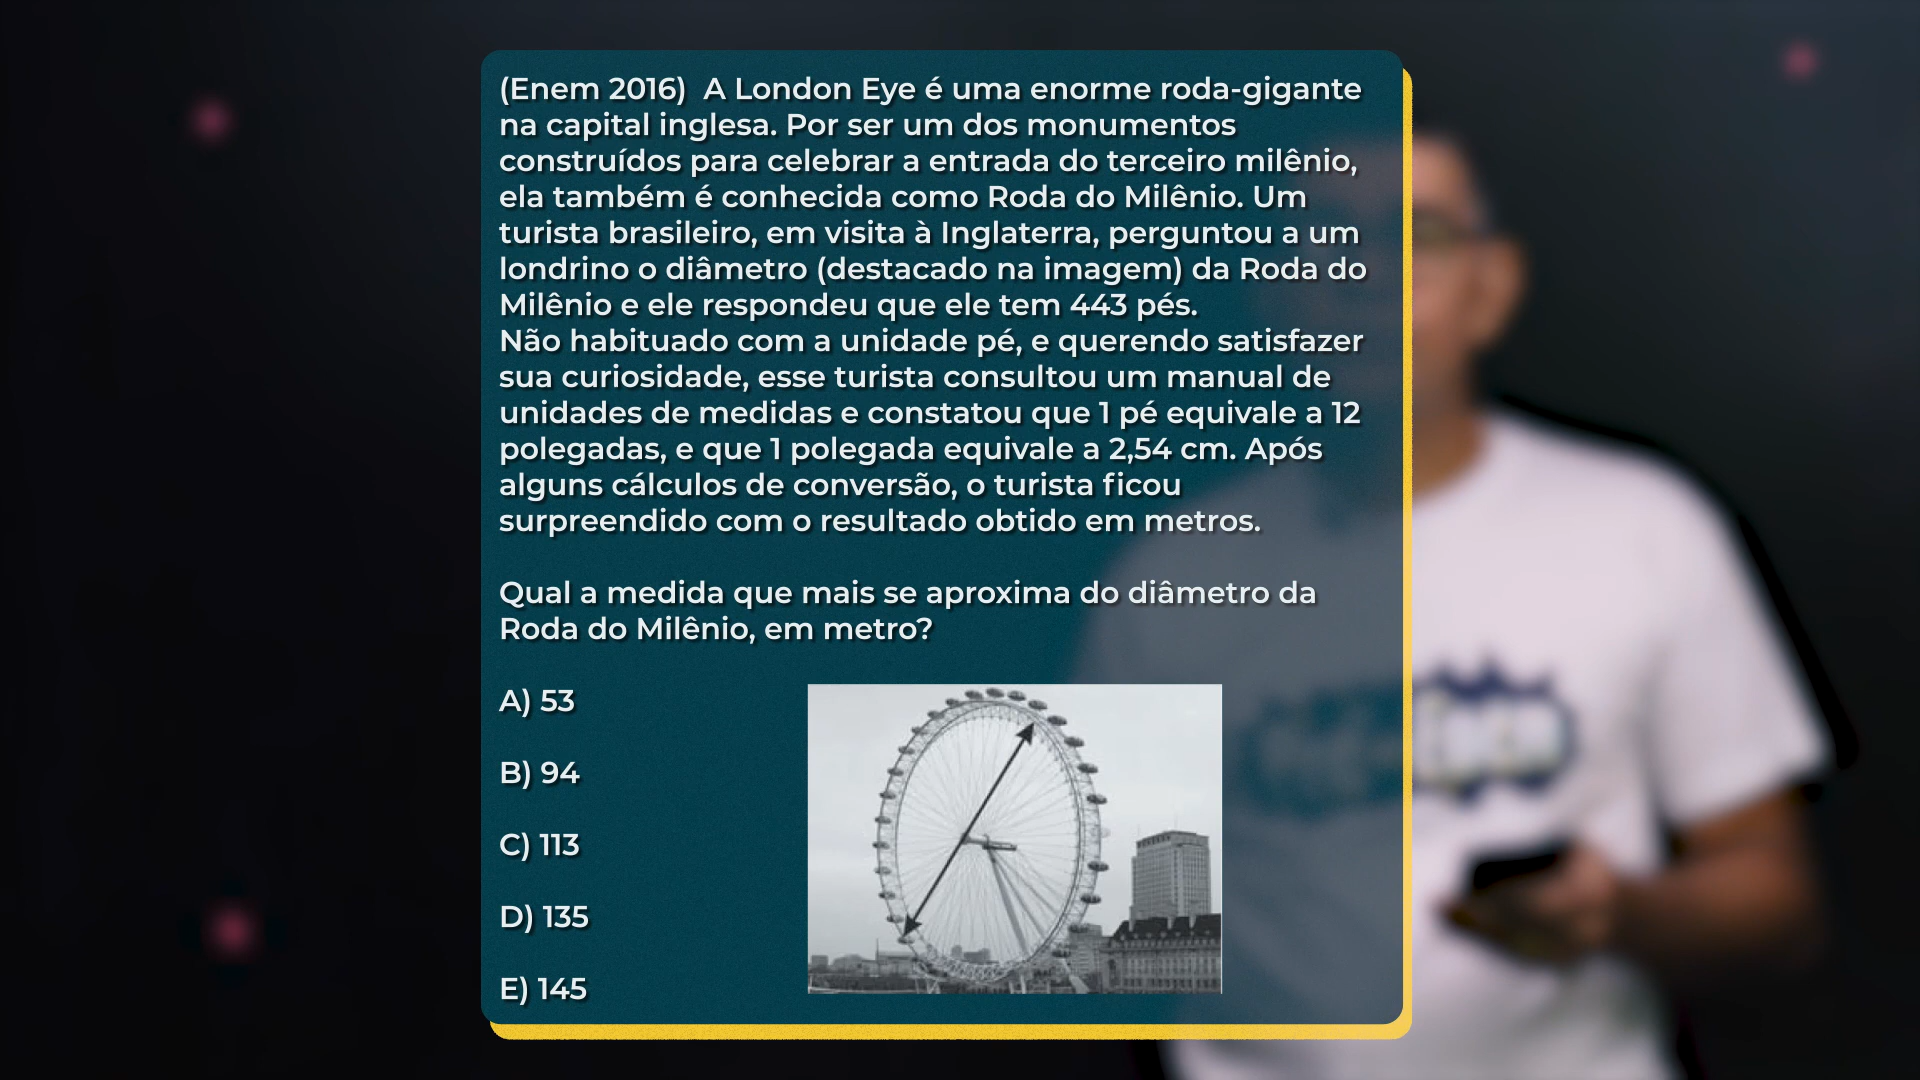 (Enem 2016) A London Eye é uma enorme roda-gigante
na capital inglesa. Por ser um dos monumentos
construídos para celebrar a entrada do terceiro milênio,
ela também é conhecida como Roda do Milênio. Um
turista brasileiro, em visita à Inglaterra, perguntou a um
londrino o diâmetro (destacado na imagem) da Roda do
Milênio e ele respondeu que ele tem 443 pés.
Não habituado com a unidade pé, e querendo satisfazer
sua curiosidade, esse turista consultou um manual de
unidades de medidas e constatou que 1 pé equivale a 12
polegadas, e que 1 polegada equivale a 2,54 cm. Após
alguns cálculos de conversão, o turista ficou
surpreendido com o resultado obtido em metros.
Qual a medida que mais se aproxima do diâmetro da
Roda do Milênio, em metro?
A) 53
B) 94
C) 113
D) 135
E) 145